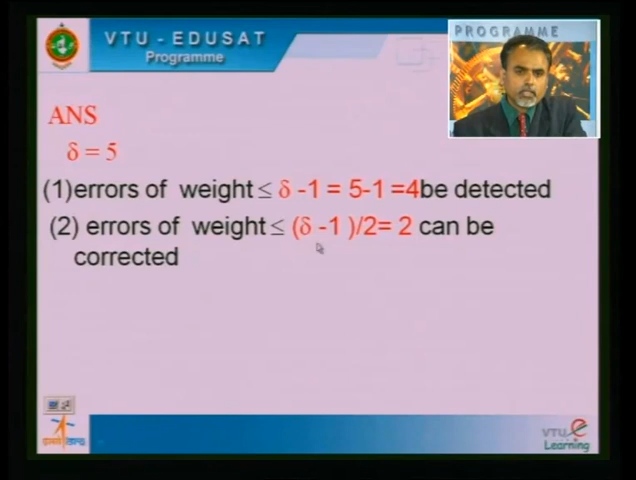 VTU - EDUSAT
Programme
PROGRAMME
ANS
δ = 5
(1)errors of weight ≤ δ -1 = 5-1 =4be detected
(2) errors of weight ≤ (δ -1 )/2= 2 can be
corrected
VTU e
Learning